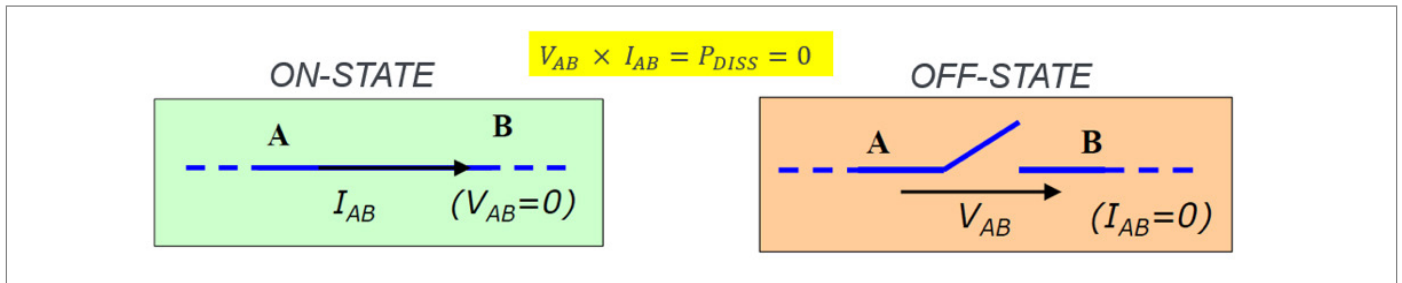 V_AB × I_AB = P_DISS = 0
ON-STATE
A
B
I_AB
(V_AB=0)
OFF-STATE
A
B
V_AB
(I_AB=0)